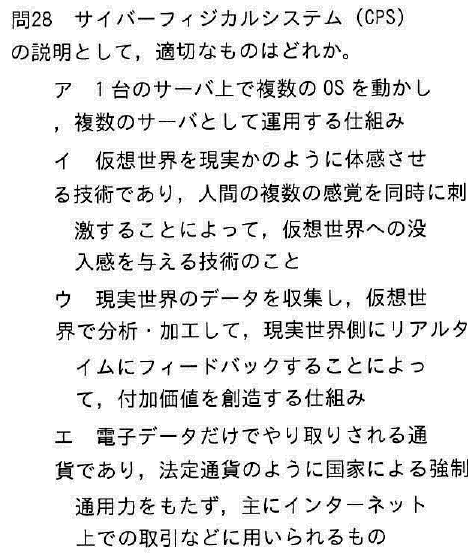 問28　サイバーフィジカルシステム（CPS）
の説明として，適切なものはどれか。
ア　1台のサーバ上で複数のOSを動かし
，複数のサーバとして運用する仕組み
イ　仮想世界を現実かのように体感させ
る技術であり，人間の複数の感覚を同時に刺
激することによって，仮想世界への没
入感を与える技術のこと
ウ　現実世界のデータを収集し，仮想世
界で分析・加工して，現実世界側にリアルタ
イムにフィードバックすることによっ
て，付加価値を創造する仕組み
エ　電子データだけでやり取りされる通
貨であり，法定通貨のように国家による強制
通用力をもたず，主にインターネット
上での取引などに用いられるもの